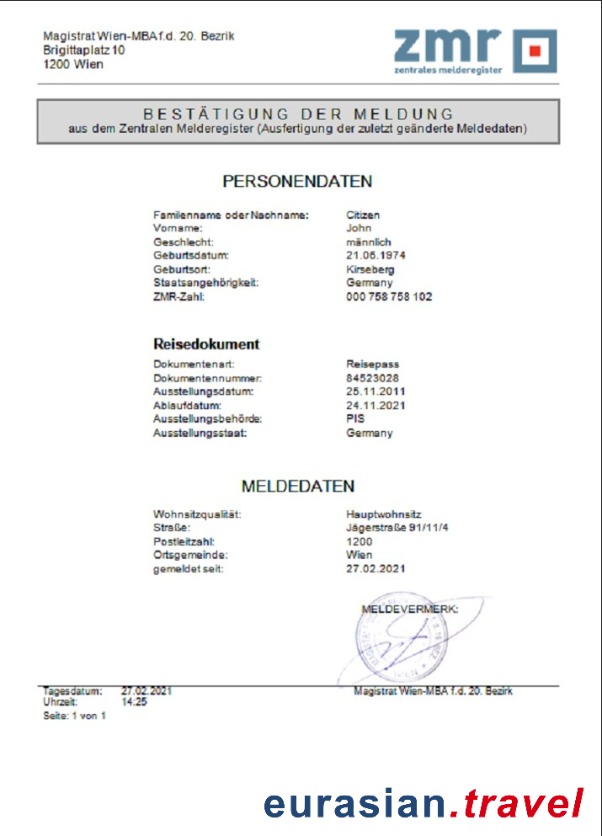 Magistrat Wien-MBA f.d. 20. Bezrik
Brigittaplatz 10
1200 Wien
zmr
zentrales melderegister
BESTÄTIGUNG DER MELDUNG
aus dem Zentralen Melderegister (Ausfertigung der zuletzt geänderte Meldedaten)
PERSONENDATEN
Familenname oder Nachname: Citizen
Vorname: John
Geschlecht: männlich
Geburtsdatum: 21.06.1974
Geburtsort: Kirseberg
Staatsangehörigkeit: Germany
ZMR-Zahl: 000 758 758 102
Reisedokument
Dokumentenart: Reisepass
Dokumentennummer: 84523028
Ausstellungsdatum: 25.11.2011
Ablaufdatum: 24.11.2021
Ausstellungsbehörde: PIS
Ausstellungsstaat: Germany
MELDEDATEN
Wohnsitzqualität: Hauptwohnsitz
Straße: Jägerstraße 91/11/4
Postleitzahl: 1200
Ortsgemeinde: Wien
gemeldet seit: 27.02.2021
MELDEVERMERK:
Tagesdatum: 27.02.2021
Magistrat Wien-MBA f.d. 20. Bezirk
Uhrzeit: 14:25
Seite: 1 von 1
eurasian.travel